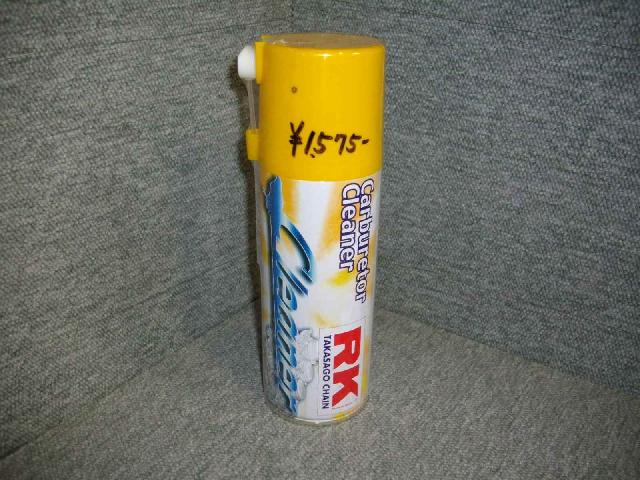 ¥1,575-
Carburetor
Cleaner
Cleaner
RK
TAKASAGO CHAIN